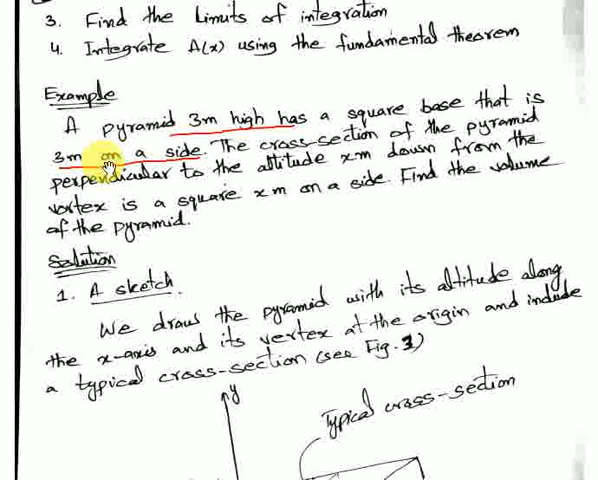 3. Find the limits of integration
4. Integrate A(x) using the fundamental theorem
Example
A pyramid 3m high has a square base that is
3m on a side. The cross-section of the pyramid
perpendicular to the altitude xm down from the
vertex is a square xm on a side. Find the volume
of the pyramid.
Solution
1. A sketch.
We draws the pyramid with its altitude along
the x-axis and its vertex at the origin and include
a typical cross-section (see Fig. 3)
y
Typical cross-section